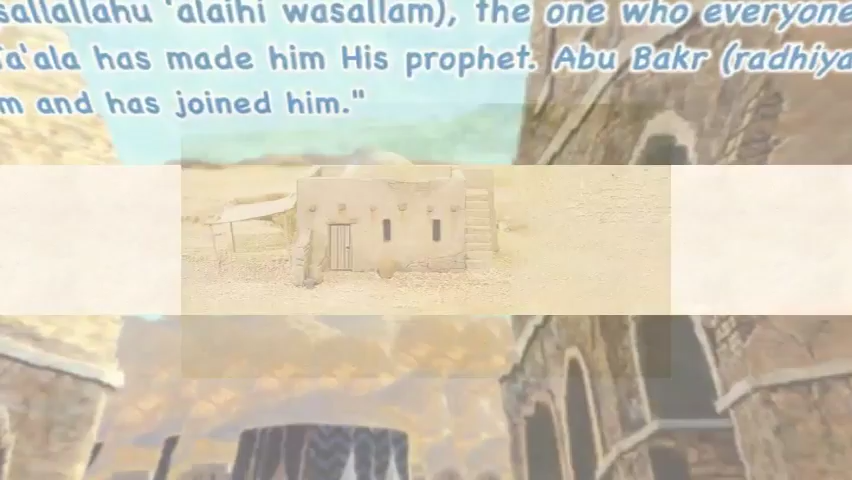 sallallahu 'alaihi wasallam), the one who everyone
Ta'ala has made him His prophet. Abu Bakr (radhiya
m and has joined him."